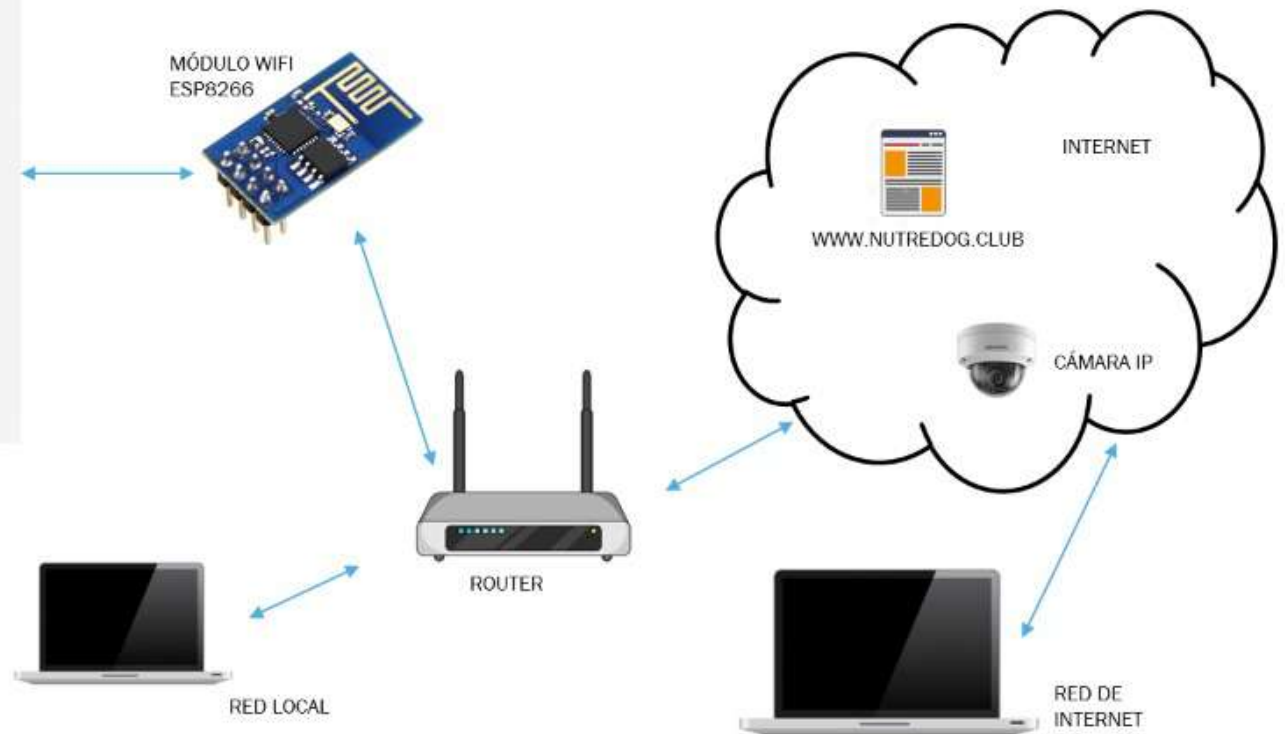 MÓDULO WIFI
ESP8266
INTERNET
WWW.NUTREDOG.CLUB
CÁMARA IP
ROUTER
RED LOCAL
RED DE
INTERNET